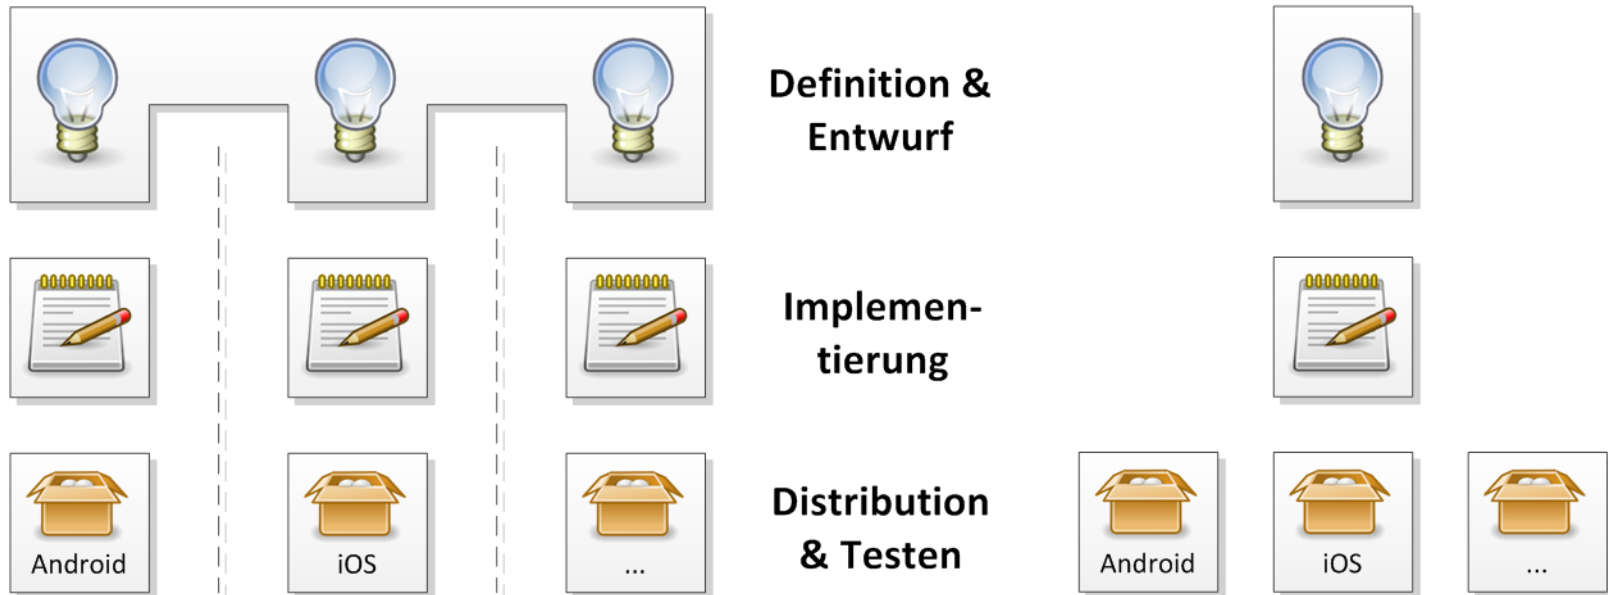 Definition &
Entwurf
Implemen-
tierung
Android
iOS
...
Distribution
& Testen
Android
iOS
...